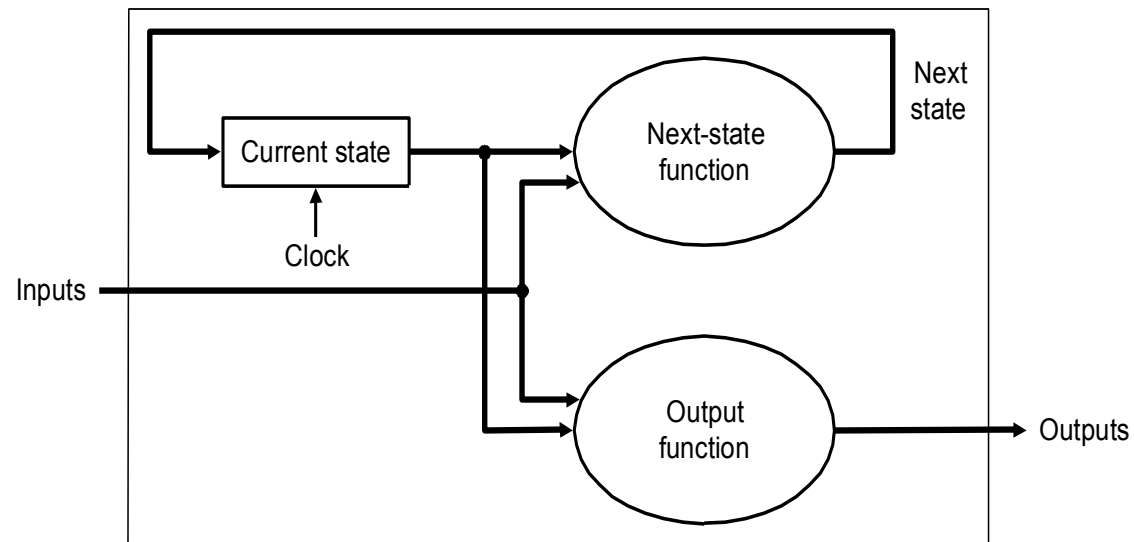 Next
state
Next-state
function
Current state
Clock
Inputs
Output
function
Outputs